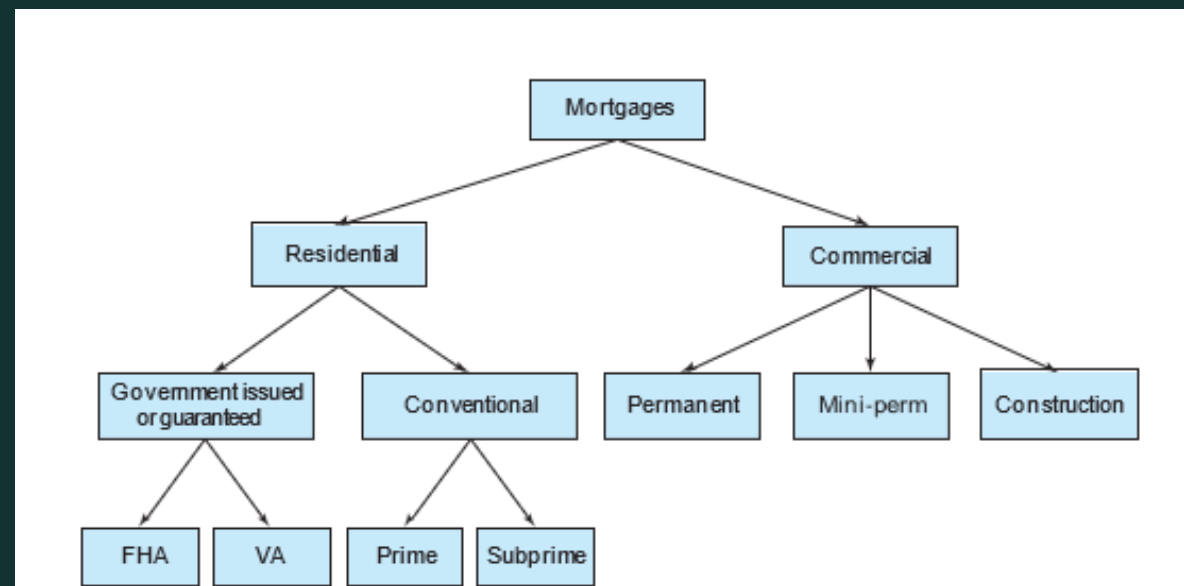 Mortgages
Residential
Commercial
Government issued
or guaranteed
Conventional
Permanent
Mini-perm
Construction
FHA
VA
Prime
Subprime